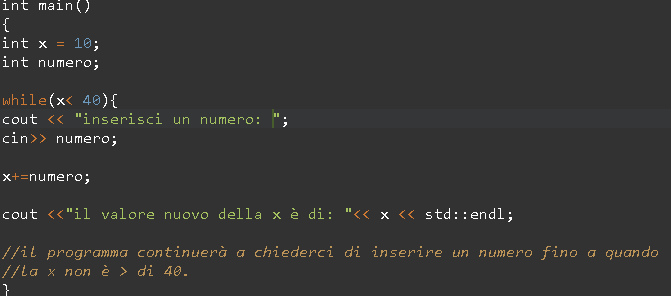 int main()
{
int x = 10;
int numero;
while(x< 40){
cout << "inserisci un numero: ";
cin>> numero;
x+=numero;
cout <<"il valore nuovo della x è di: "<< x << std::endl;
//il programma continuerà a chiederci di inserire un numero fino a quando
//la x non è > di 40.
}